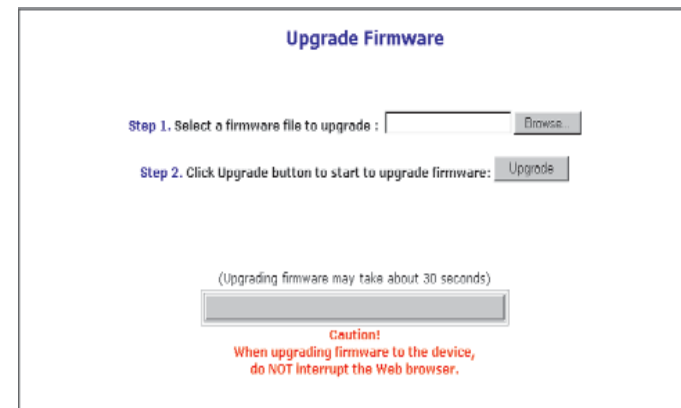 Upgrade Firmware
Step 1. Select a firmware file to upgrade : Browse...
Step 2. Click Upgrade button to start to upgrade firmware: Upgrade
(Upgrading firmware may take about 30 seconds)
Caution!
When upgrading firmware to the device,
do NOT interrupt the Web browser.